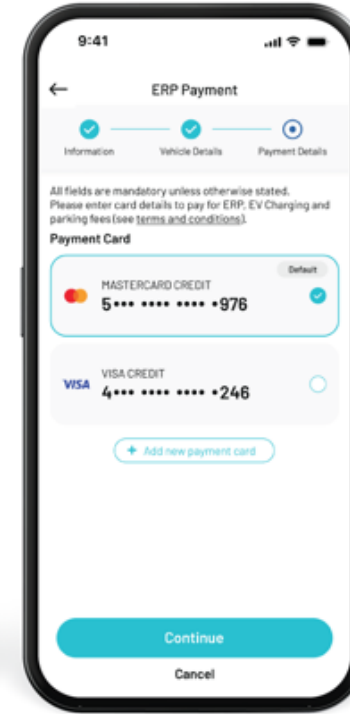 9:41
ERP Payment
Information Vehicle Details Payment Details
All fields are mandatory unless otherwise stated.
Please enter card details to pay for ERP, EV Charging and
parking fees (see terms and conditions).
Payment Card
Default
MASTERCARD CREDIT
5••• •••• •••• •976
VISA VISA CREDIT
4••• •••• •••• •246
+ Add new payment card
Continue
Cancel